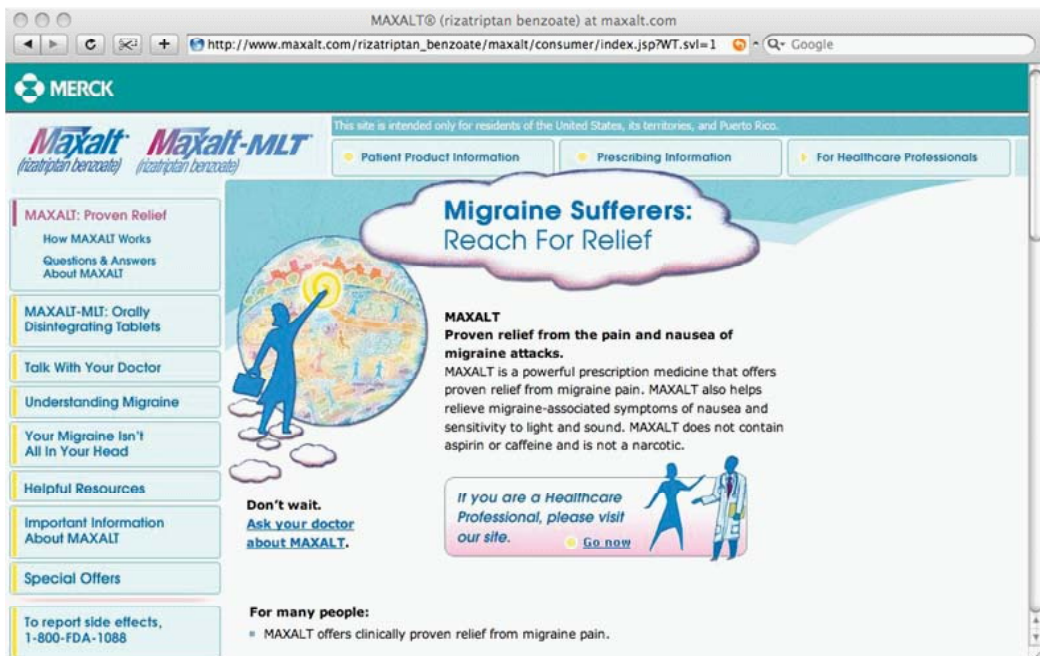 MAXALT® (rizatriptan benzoate) at maxalt.com
http://www.maxalt.com/rizatriptan_benzoate/maxalt/consumer/index.jsp?WT.svl=1
Google
MERCK
This site is intended only for residents of the United States, its territories, and Puerto Rico.
Maxalt
(rizatriptan benzoate)
Maxalt-MLT
(rizatriptan benzoate)
Patient Product Information
Prescribing Information
For Healthcare Professionals
MAXALT: Proven Relief
How MAXALT Works
Questions & Answers
About MAXALT
MAXALT-MLT: Orally
Disintegrating Tablets
Talk With Your Doctor
Understanding Migraine
Your Migraine Isn't
All In Your Head
Helpful Resources
Important Information
About MAXALT
Special Offers
To report side effects,
1-800-FDA-1088
Migraine Sufferers:
Reach For Relief
MAXALT
Proven relief from the pain and nausea of
migraine attacks.
MAXALT is a powerful prescription medicine that offers
proven relief from migraine pain. MAXALT also helps
relieve migraine-associated symptoms of nausea and
sensitivity to light and sound. MAXALT does not contain
aspirin or caffeine and is not a narcotic.
Don't wait.
Ask your doctor
about MAXALT.
If you are a Healthcare
Professional, please visit
our site.
Go now
For many people:
MAXALT offers clinically proven relief from migraine pain.